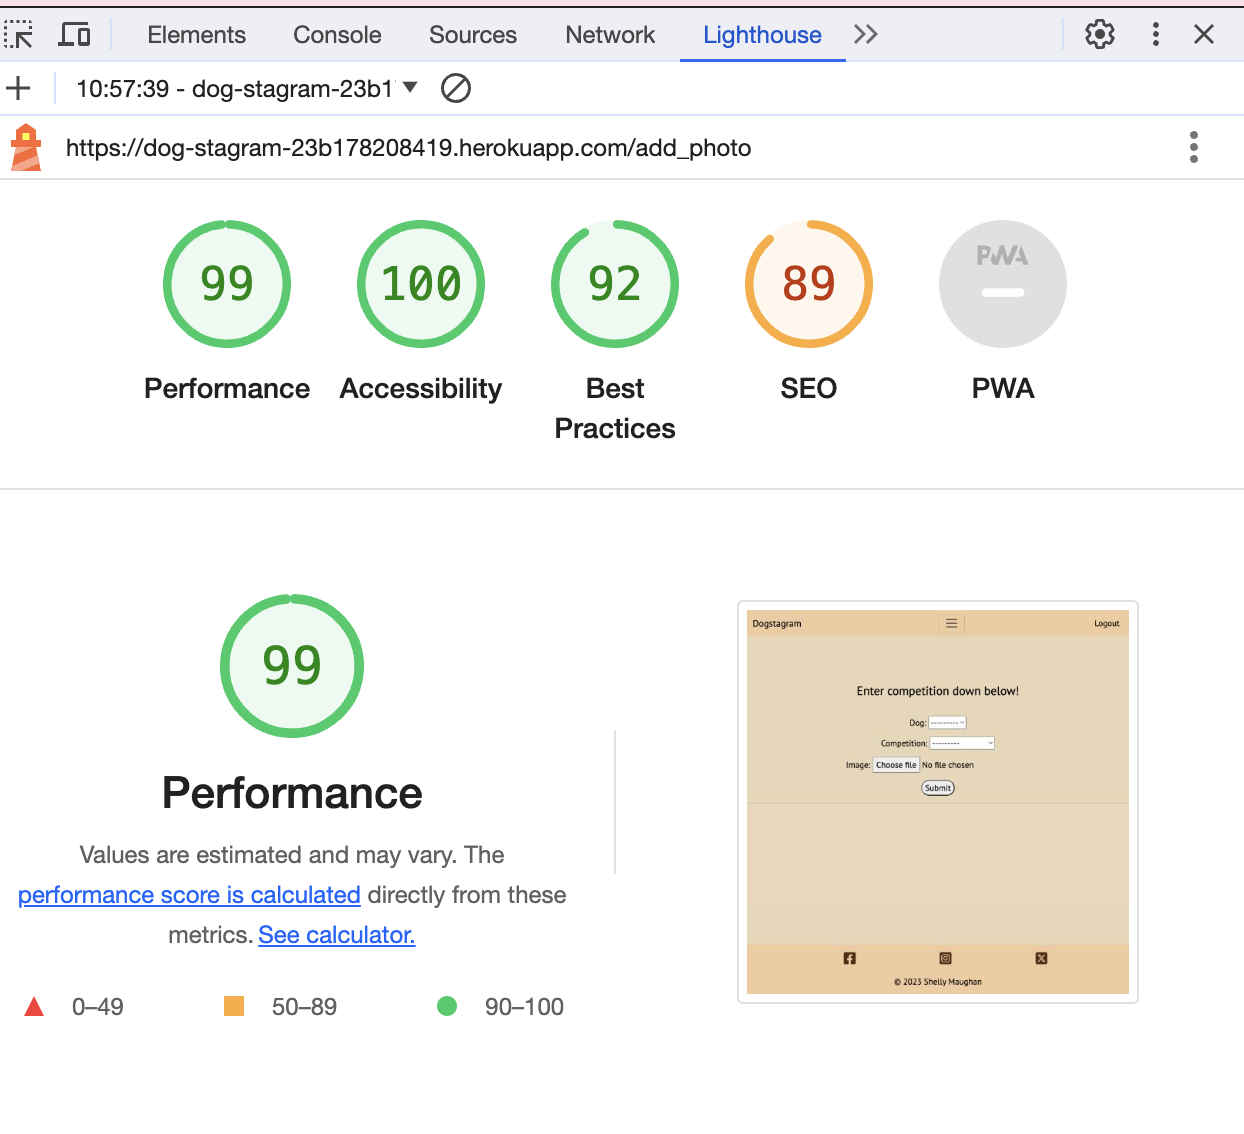 Elements Console Sources Network Lighthouse
10:57:39 - dog-stagram-23b1
https://dog-stagram-23b178208419.herokuapp.com/add_photo
99 100 92 89 PWA
Performance Accessibility Best Practices SEO PWA
99
Performance
Values are estimated and may vary. The
performance score is calculated directly from these
metrics. See calculator.
0–49 50–89 90–100
Dogstagram Logout
Enter competition down below!
Dog: ---------
Competition: ---------
Image: Choose file No file chosen
Submit
© 2023 Shelly Maughan